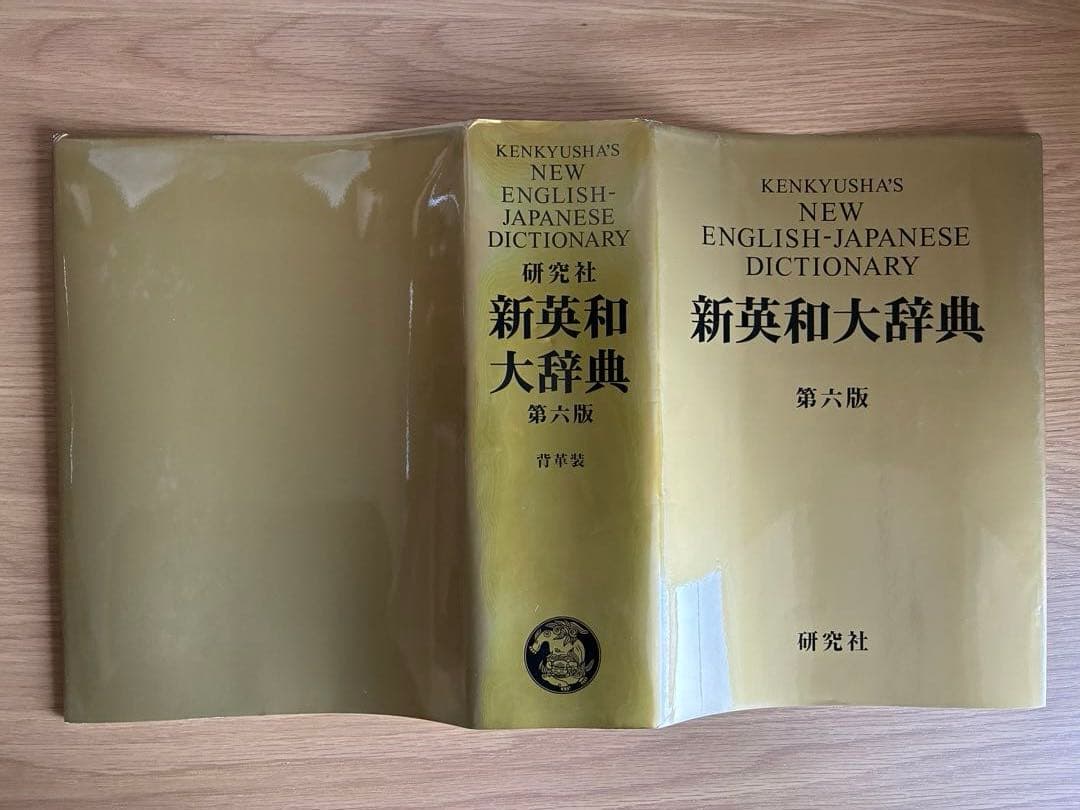 KENKYUSHA'S
NEW
ENGLISH-
JAPANESE
DICTIONARY
研究社
新英和
大辞典
第六版
背革装
KENKYUSHA'S
NEW
ENGLISH-JAPANESE
DICTIONARY
新英和大辞典
第六版
研究社